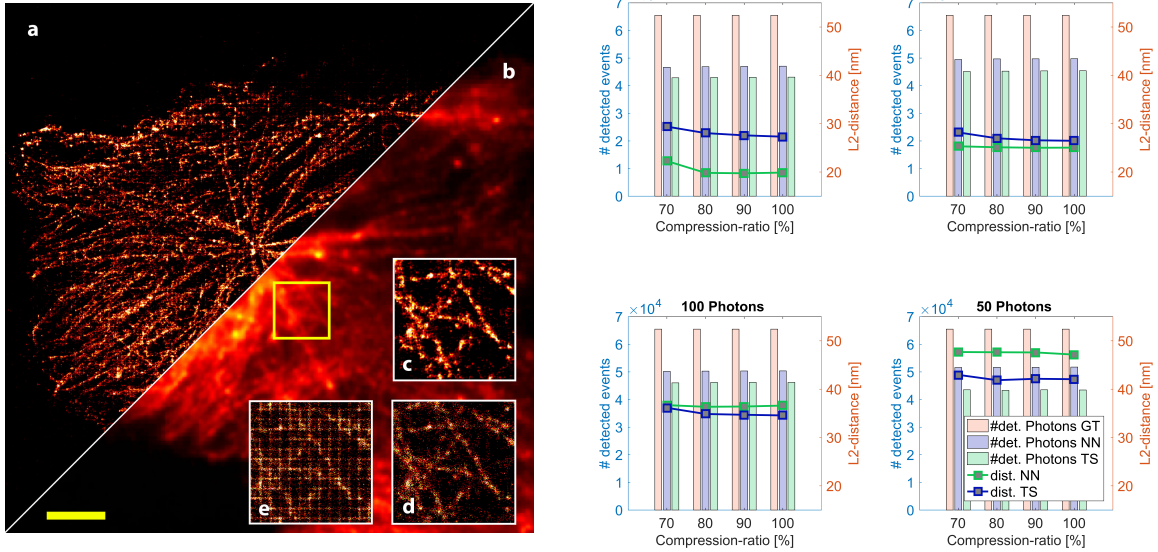 a
b
c
d
e
7
6
5
4
3
2
1
0
# detected events
50
40
30
20
L2-distance [nm]
70 80 90 100
Compression-ratio [%]
7
6
5
4
3
2
1
0
# detected events
50
40
30
20
L2-distance [nm]
70 80 90 100
Compression-ratio [%]
×10⁴
100 Photons
7
6
5
4
3
2
1
0
# detected events
50
40
30
20
L2-distance [nm]
70 80 90 100
Compression-ratio [%]
×10⁴
50 Photons
7
6
5
4
3
2
1
0
# detected events
50
40
30
20
L2-distance [nm]
#det. Photons GT
#det. Photons NN
#det. Photons TS
dist. NN
dist. TS
70 80 90 100
Compression-ratio [%]